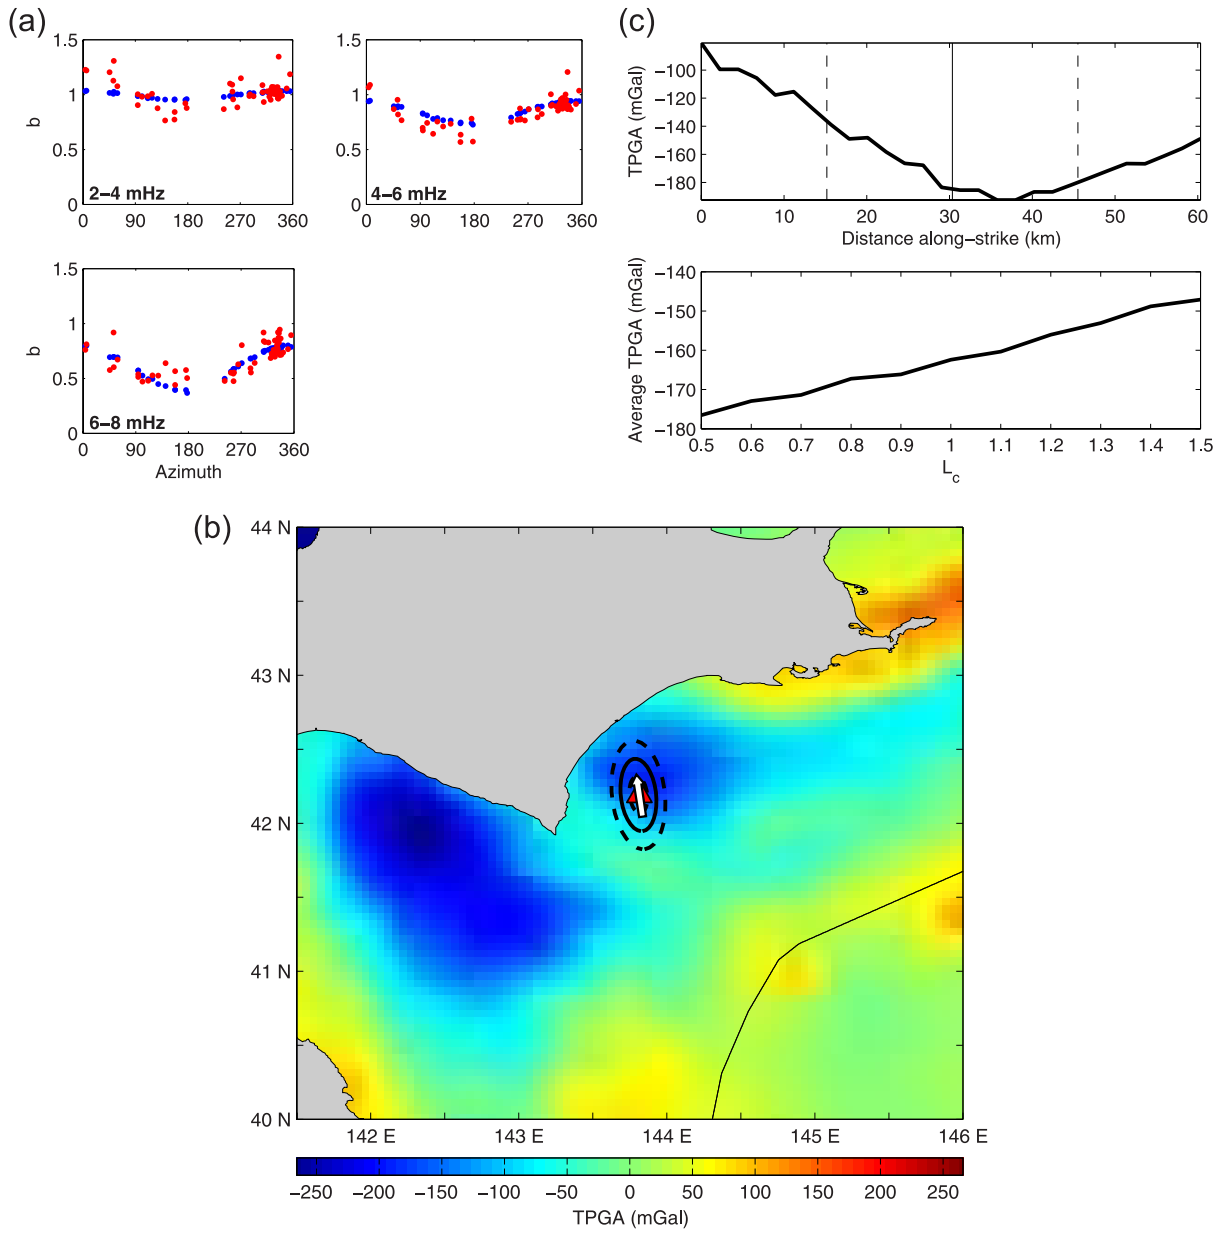 (a)
1.5
1
0.5
0
b
2−4 mHz
0 90 180 270 360
1.5
1
0.5
0
4−6 mHz
0 90 180 270 360
1.5
1
0.5
0
b
6−8 mHz
0 90 180 270 360
Azimuth
(c)
−100
−120
−140
−160
−180
TPGA (mGal)
0 10 20 30 40 50 60
Distance along−strike (km)
−140
−150
−160
−170
−180
Average TPGA (mGal)
0.5 0.6 0.7 0.8 0.9 1 1.1 1.2 1.3 1.4 1.5
L_c
(b)
44 N
43 N
42 N
41 N
40 N
142 E 143 E 144 E 145 E 146 E
−250 −200 −150 −100 −50 0 50 100 150 200 250
TPGA (mGal)